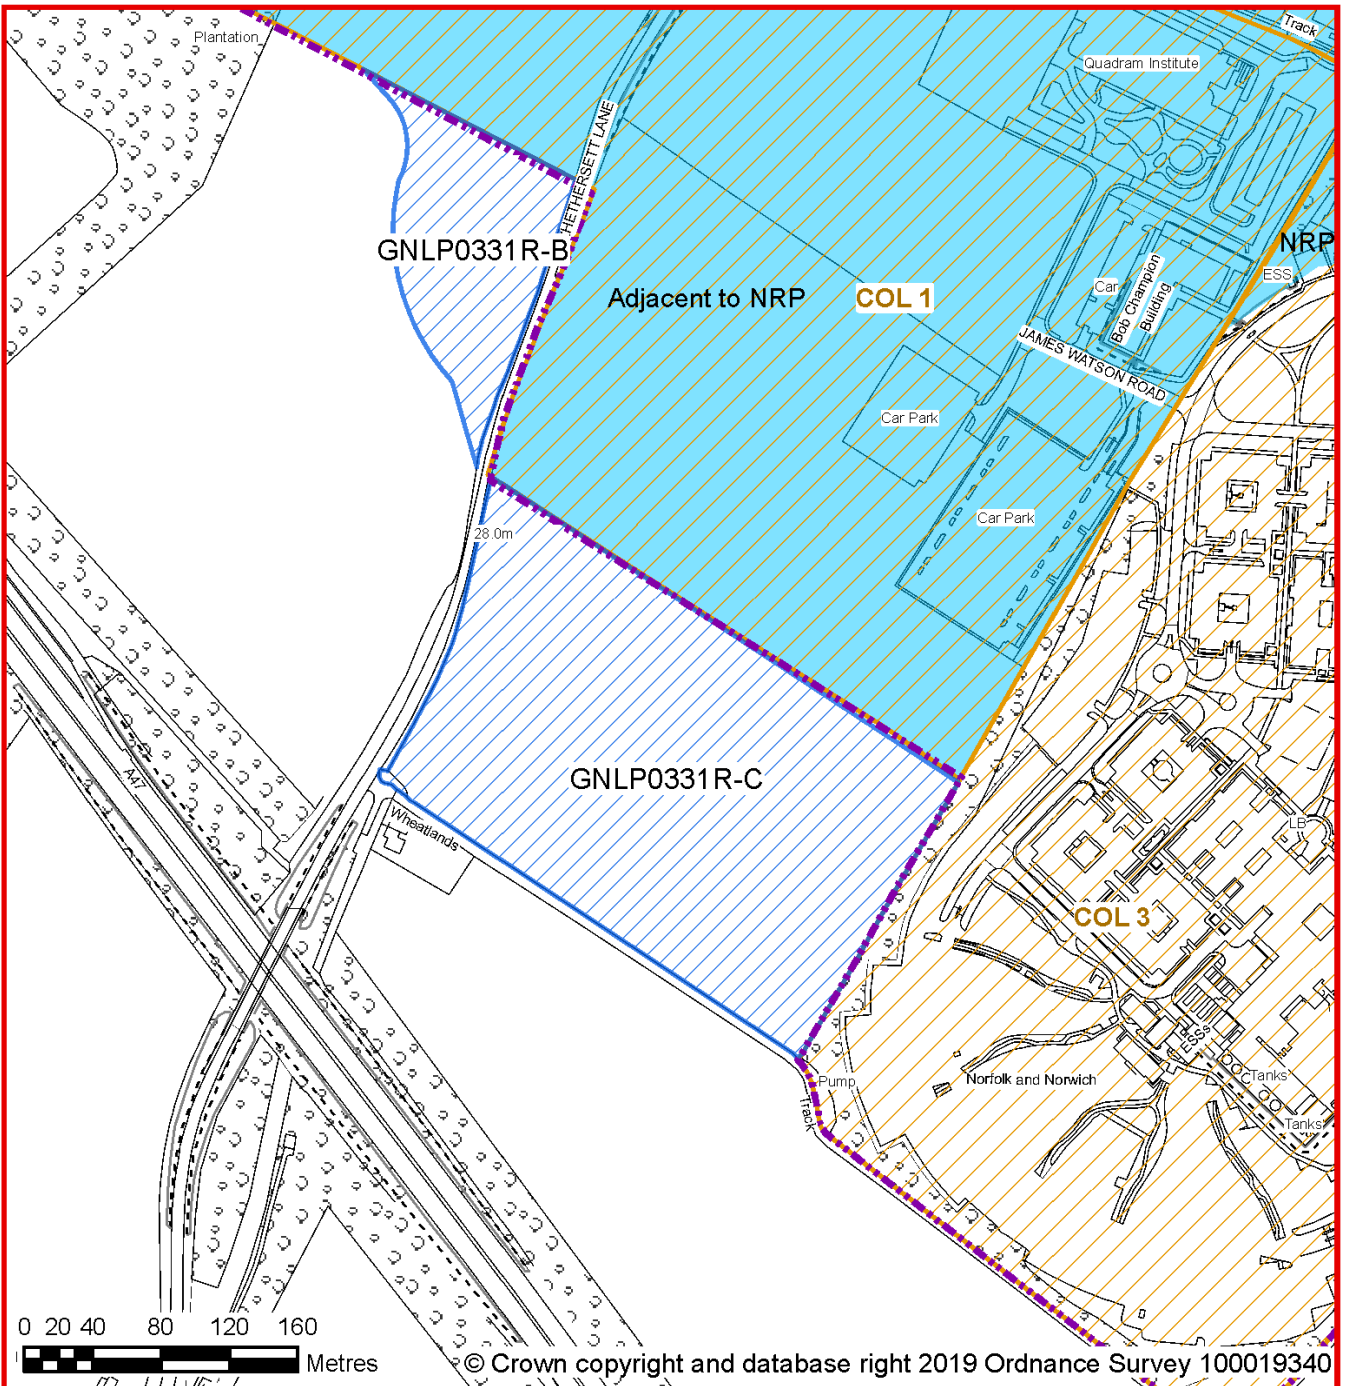 Track
Plantation
Quadram Institute
HETHERSETT LANE
NRP
GNLP0331R-B
ESS
Car
Bob Champion
Building
Adjacent to NRP
COL 1
JAMES WATSON ROAD
Car Park
Car Park
28.0m
GNLP0331R-C
A47
Wheatlands
LB
COL 3
ESSs
Pump
Norfolk and Norwich
Tanks
Track
Tanks
0 20 40 80 120 160
Metres
© Crown copyright and database right 2019 Ordnance Survey 100019340